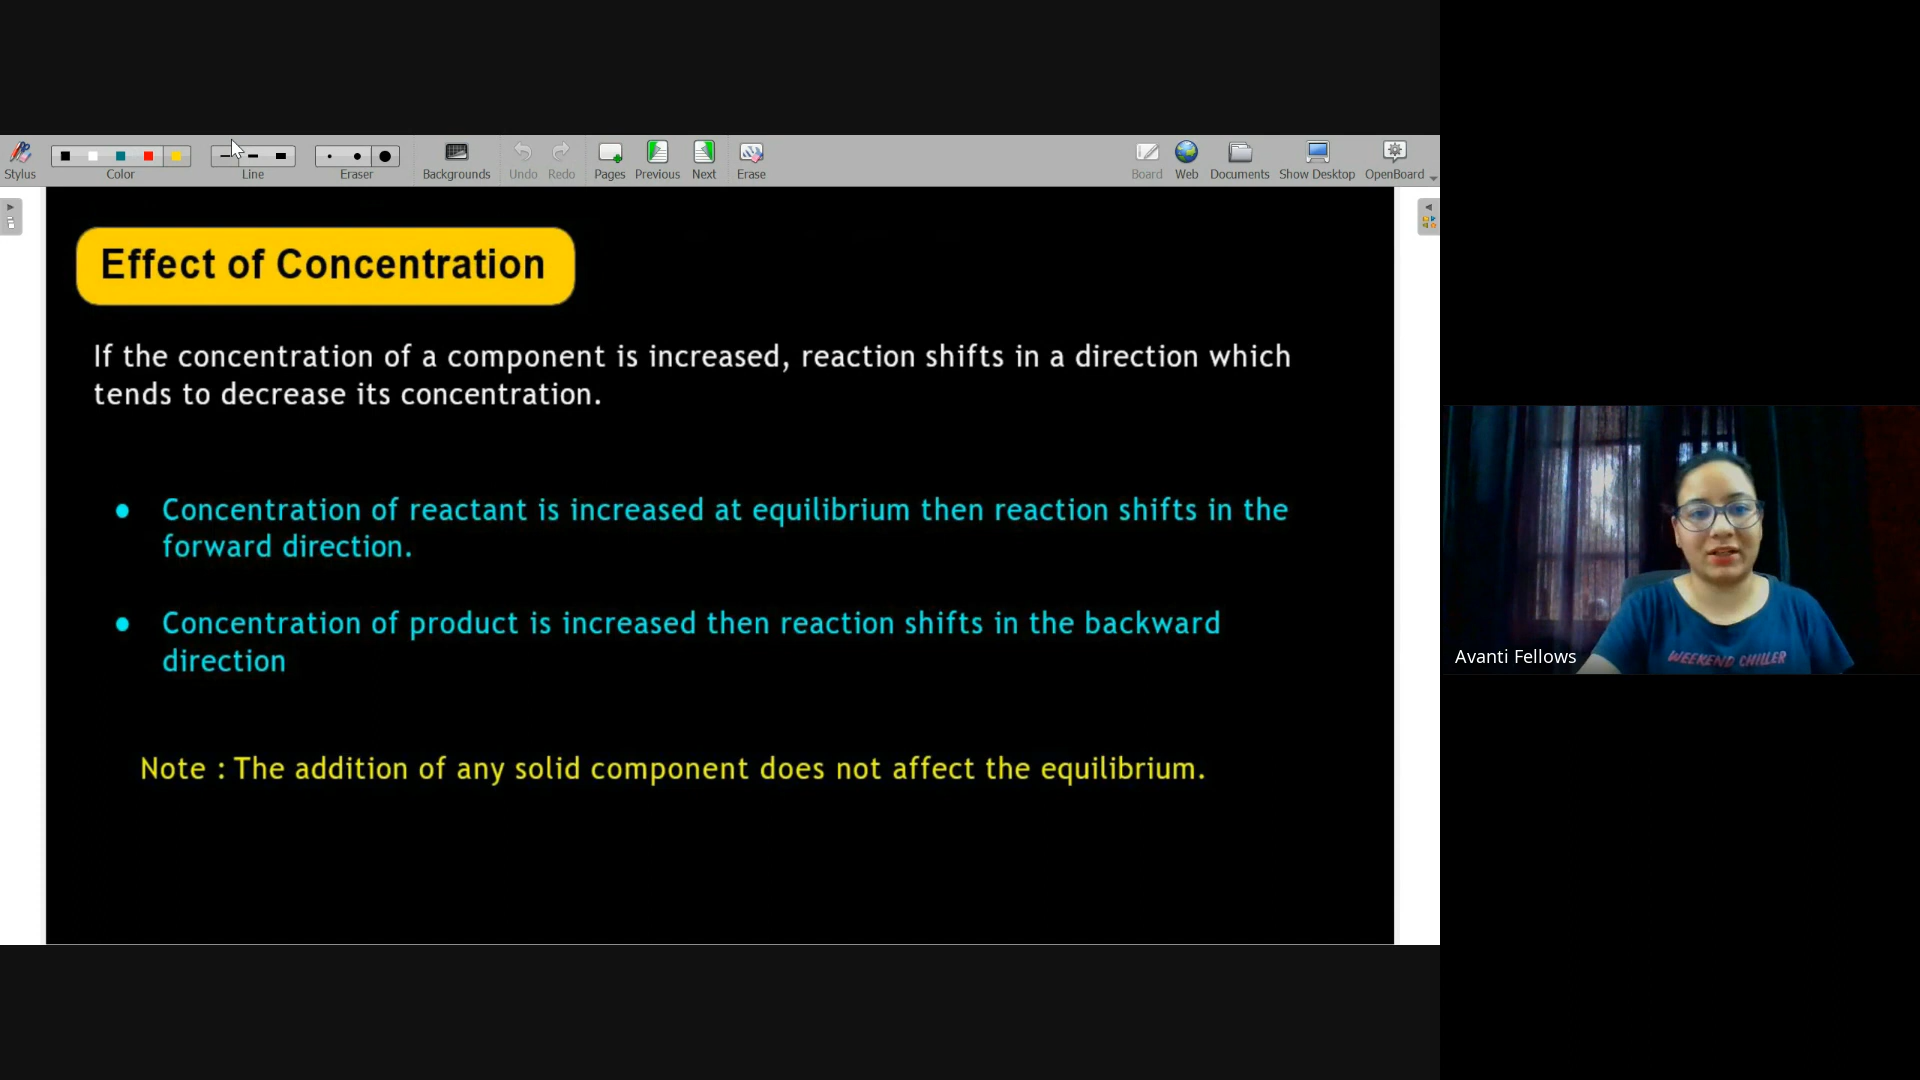 Stylus
Color
Line
Eraser
Backgrounds
Undo
Redo
Pages
Previous
Next
Erase
Board
Web
Documents
Show Desktop
OpenBoard
Effect of Concentration
If the concentration of a component is increased, reaction shifts in a direction which
tends to decrease its concentration.
• Concentration of reactant is increased at equilibrium then reaction shifts in the
forward direction.
• Concentration of product is increased then reaction shifts in the backward
direction
Note : The addition of any solid component does not affect the equilibrium.
WEEKEND CHILLER
Avanti Fellows